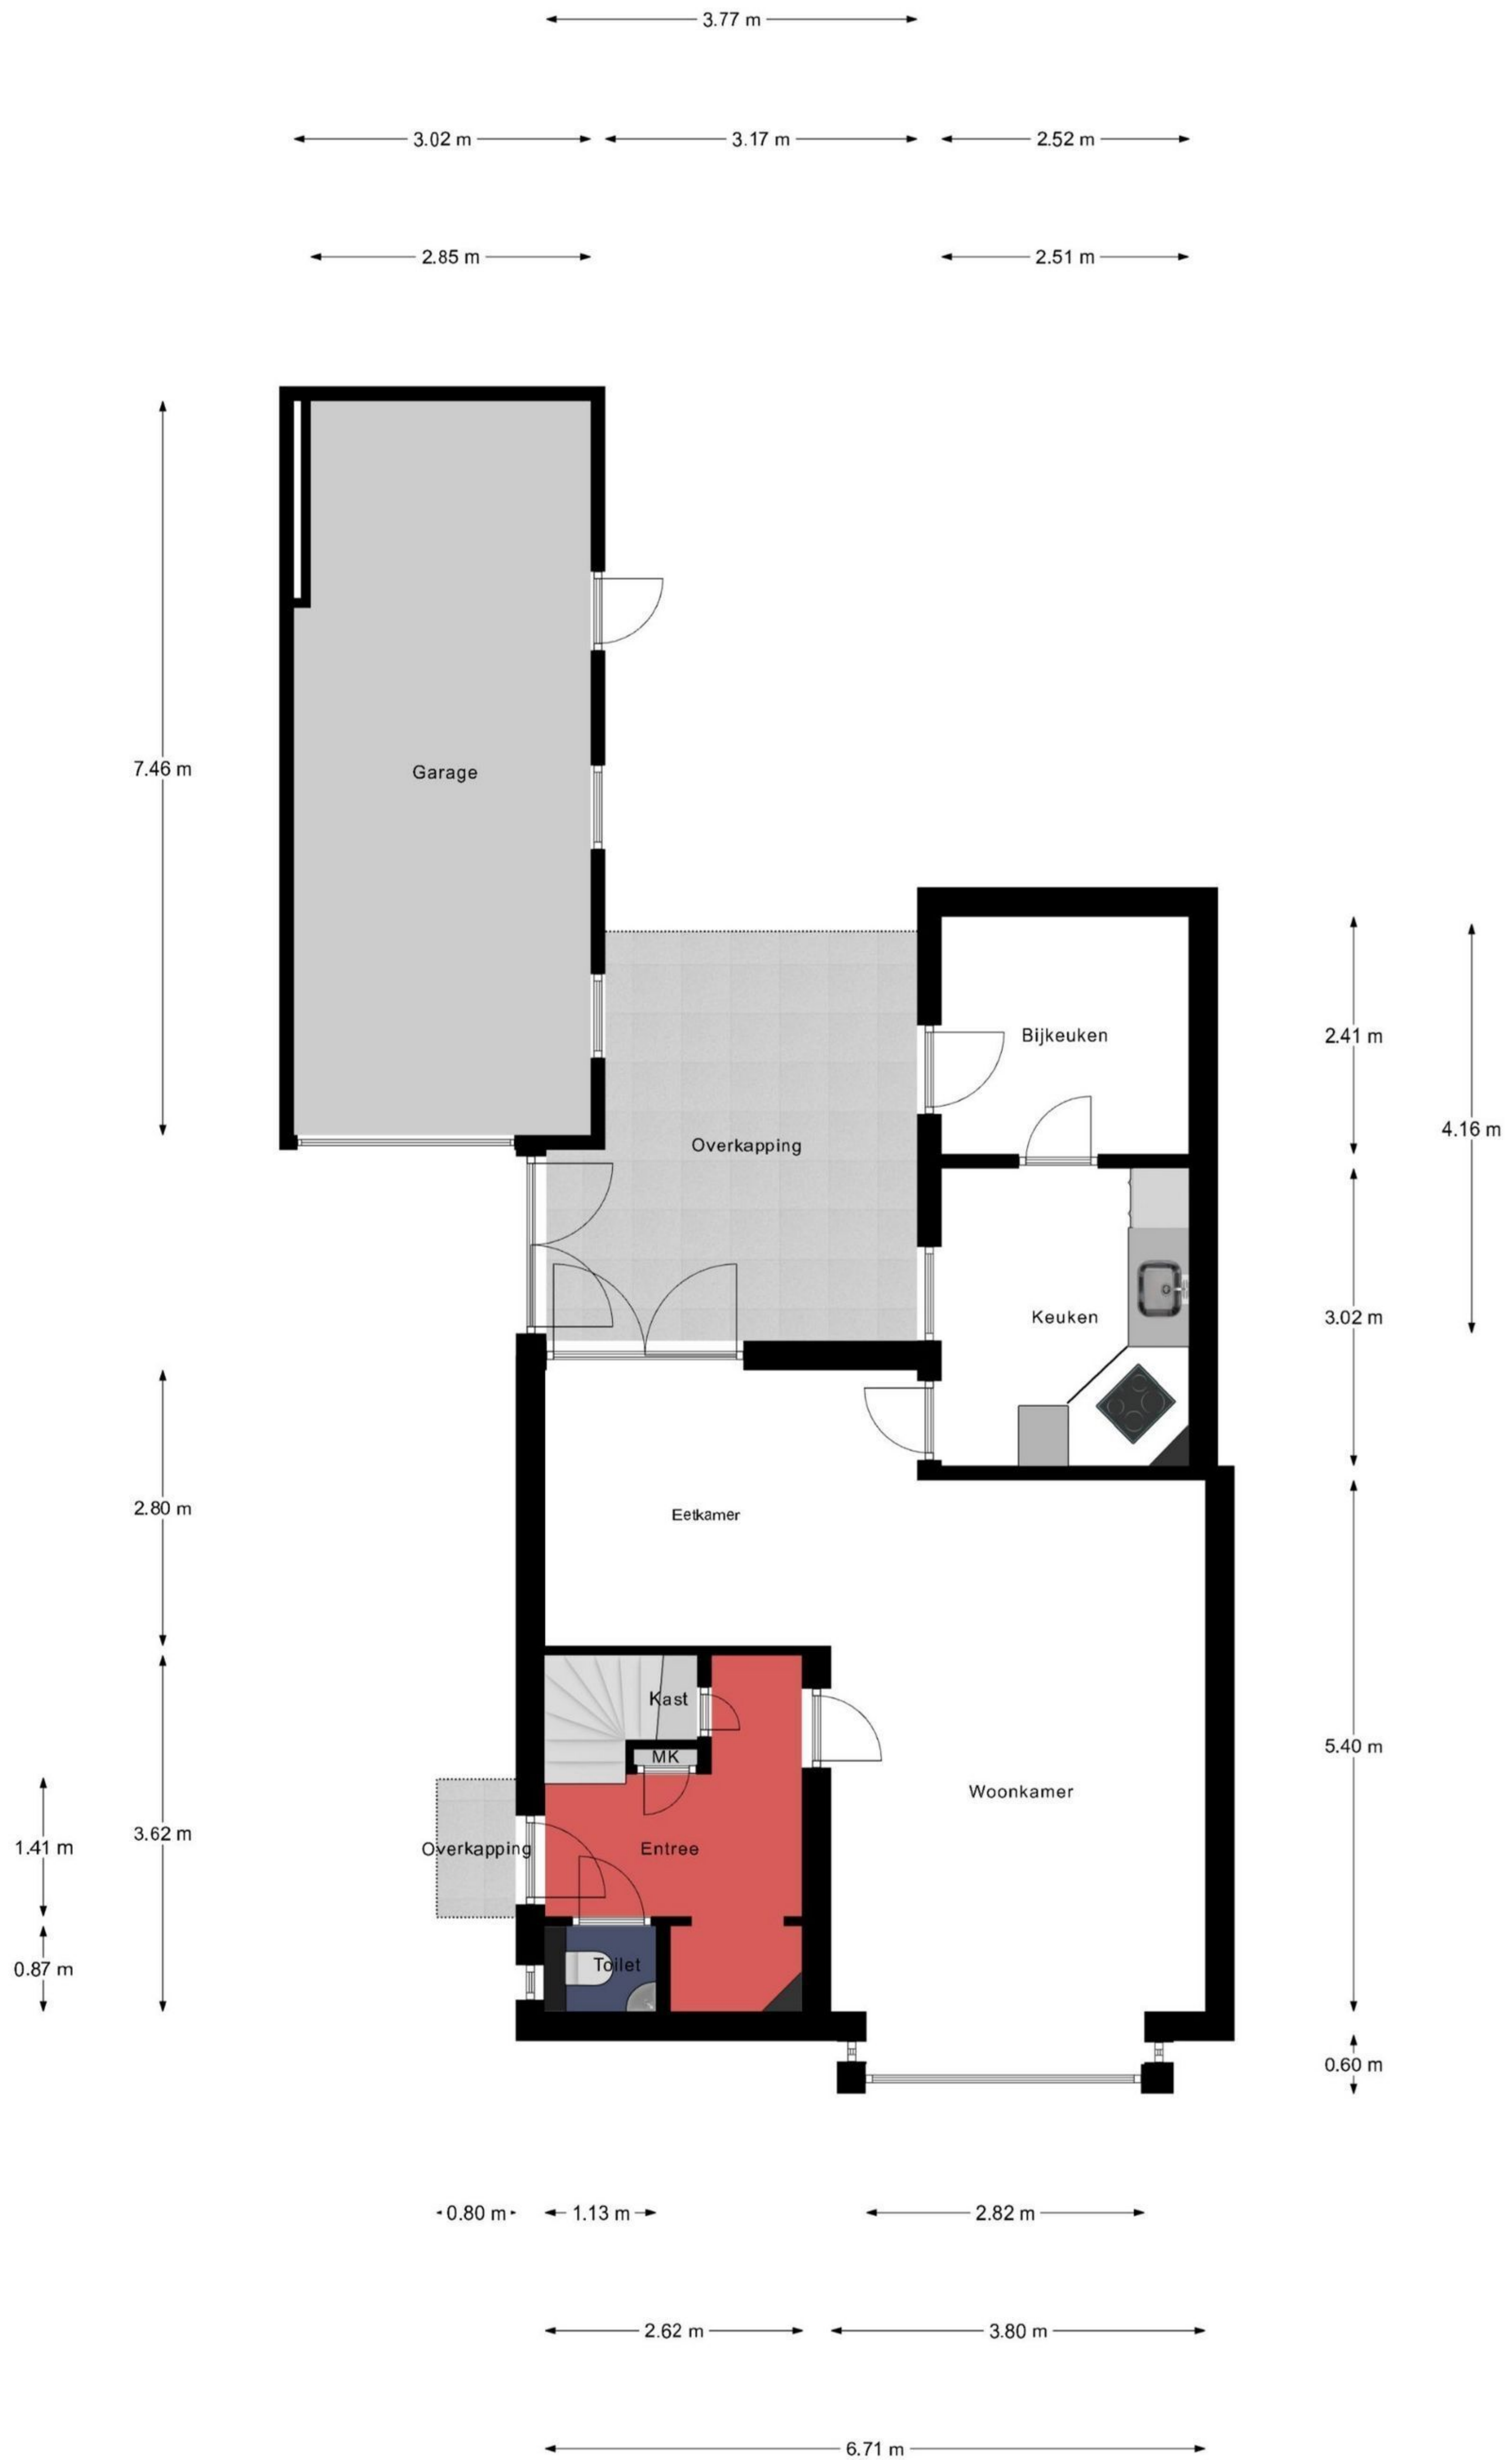 3.77 m
3.02 m
3.17 m
2.52 m
2.85 m
2.51 m
Garage
7.46 m
Bijkeuken
2.41 m
4.16 m
Overkapping
Keuken
3.02 m
2.80 m
Eetkamer
Kast
MK
5.40 m
Woonkamer
3.62 m
1.41 m
Overkapping
Entree
Toilet
0.87 m
0.60 m
0.80 m
1.13 m
2.82 m
2.62 m
3.80 m
6.71 m